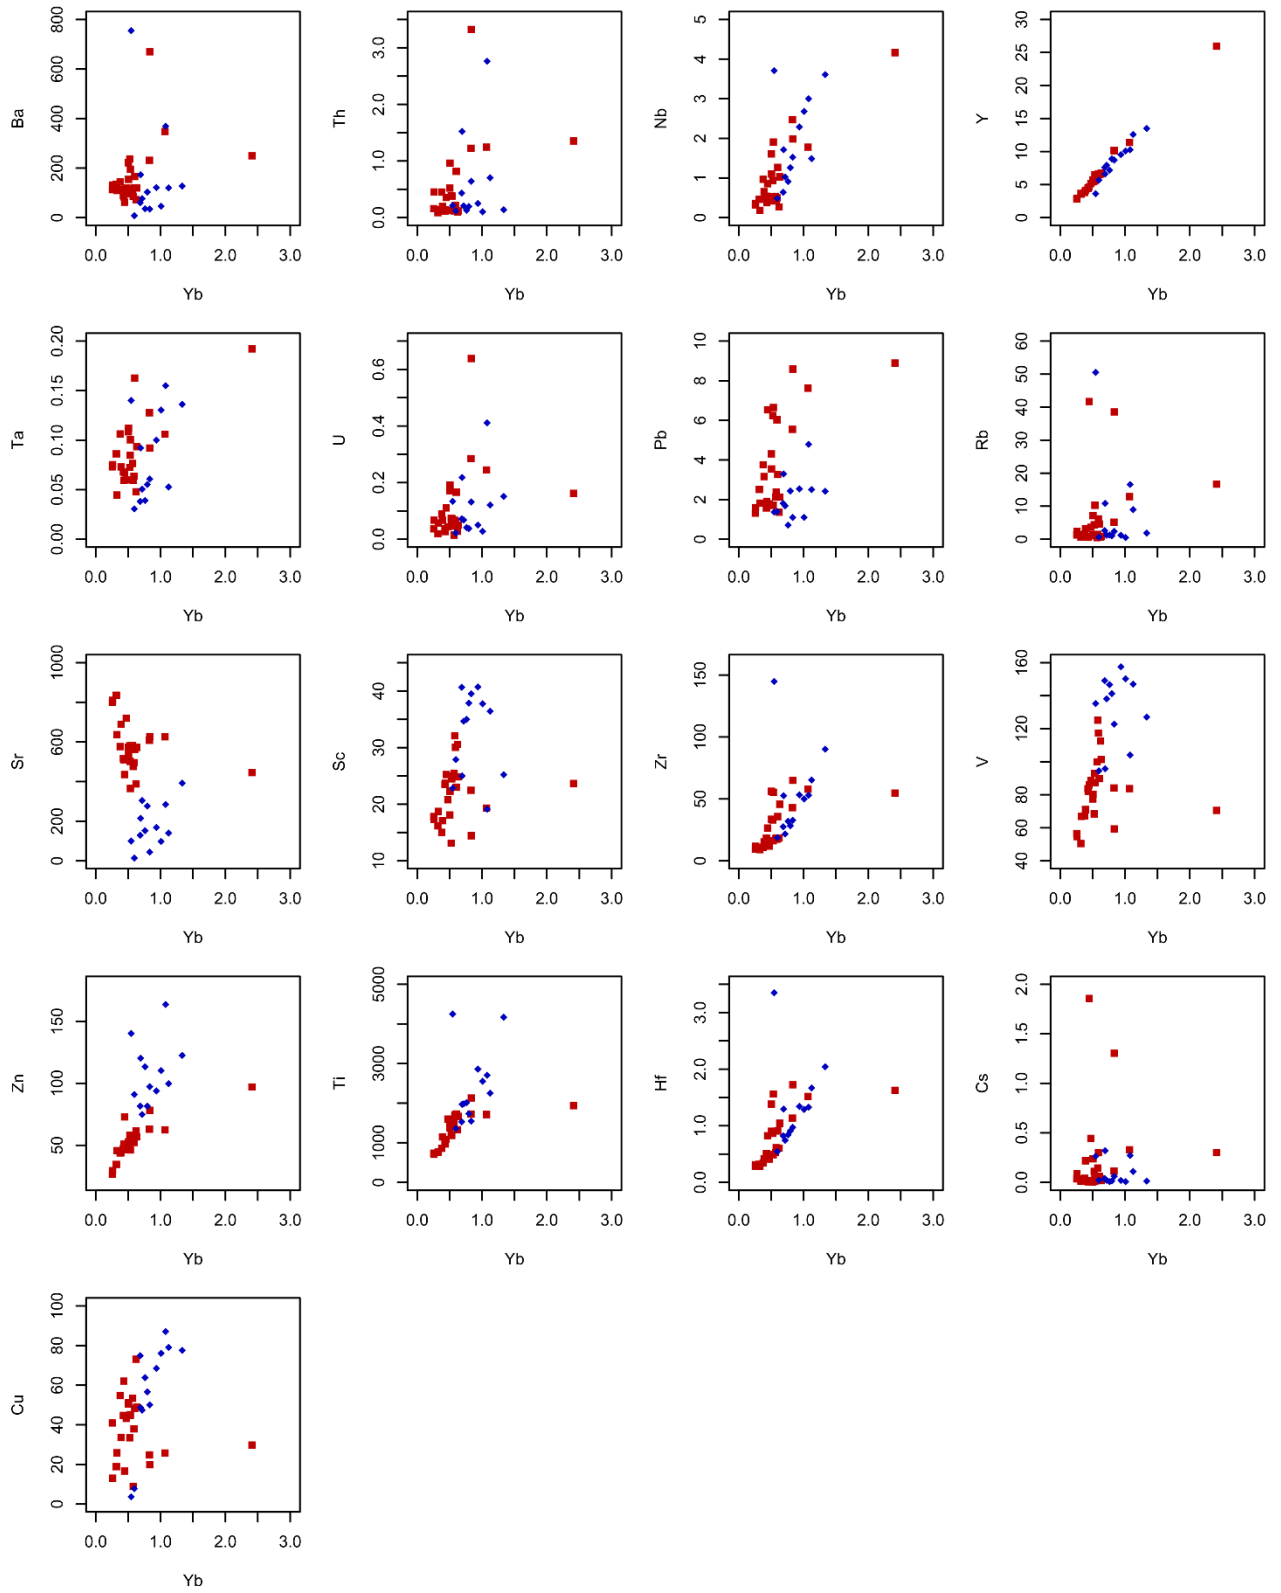 Ba 0 200 400 600 800 0.0 1.0 2.0 3.0 Yb
Th 0.0 1.0 2.0 3.0 0.0 1.0 2.0 3.0 Yb
Nb 0 1 2 3 4 5 0.0 1.0 2.0 3.0 Yb
Y 0 5 10 15 20 25 30 0.0 1.0 2.0 3.0 Yb
Ta 0.00 0.05 0.10 0.15 0.20 0.0 1.0 2.0 3.0 Yb
U 0.0 0.2 0.4 0.6 0.0 1.0 2.0 3.0 Yb
Pb 0 2 4 6 8 10 0.0 1.0 2.0 3.0 Yb
Rb 0 10 20 30 40 50 60 0.0 1.0 2.0 3.0 Yb
Sr 0 200 600 1000 0.0 1.0 2.0 3.0 Yb
Sc 10 20 30 40 0.0 1.0 2.0 3.0 Yb
Zr 0 50 100 150 0.0 1.0 2.0 3.0 Yb
V 40 60 80 120 160 0.0 1.0 2.0 3.0 Yb
Zn 50 100 150 0.0 1.0 2.0 3.0 Yb
Ti 0 1000 3000 5000 0.0 1.0 2.0 3.0 Yb
Hf 0.0 1.0 2.0 3.0 0.0 1.0 2.0 3.0 Yb
Cs 0.0 0.5 1.0 1.5 2.0 0.0 1.0 2.0 3.0 Yb
Cu 0 20 40 60 80 100 0.0 1.0 2.0 3.0 Yb